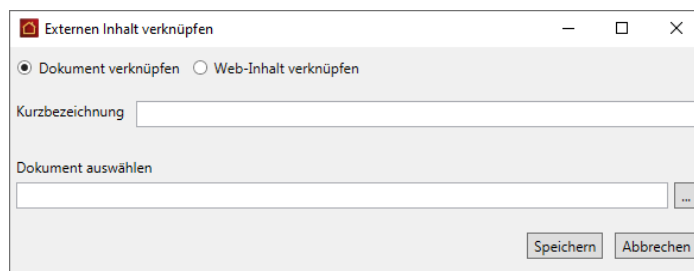 Externen Inhalt verknüpfen
Dokument verknüpfen Web-Inhalt verknüpfen
Kurzbezeichnung
Dokument auswählen
...
Speichern Abbrechen